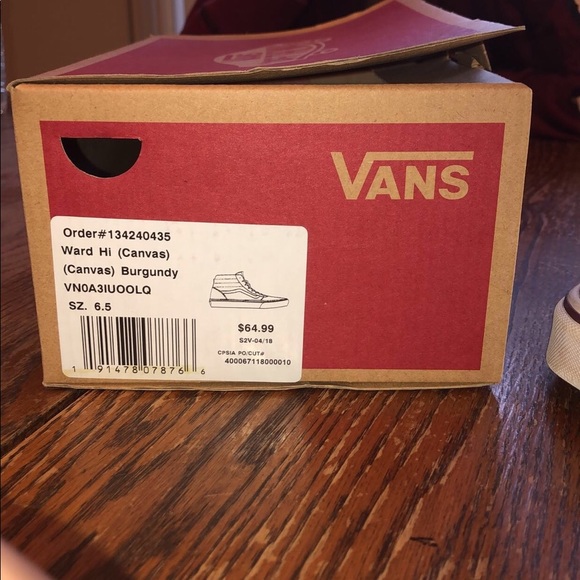 VANS
Order#134240435
Ward Hi (Canvas)
(Canvas) Burgundy
VN0A3IUOOLQ
SZ. 6.5
$64.99
S2V-04/18
CPSIA PO/CUT#
400067118000010
1 91478 07876 6